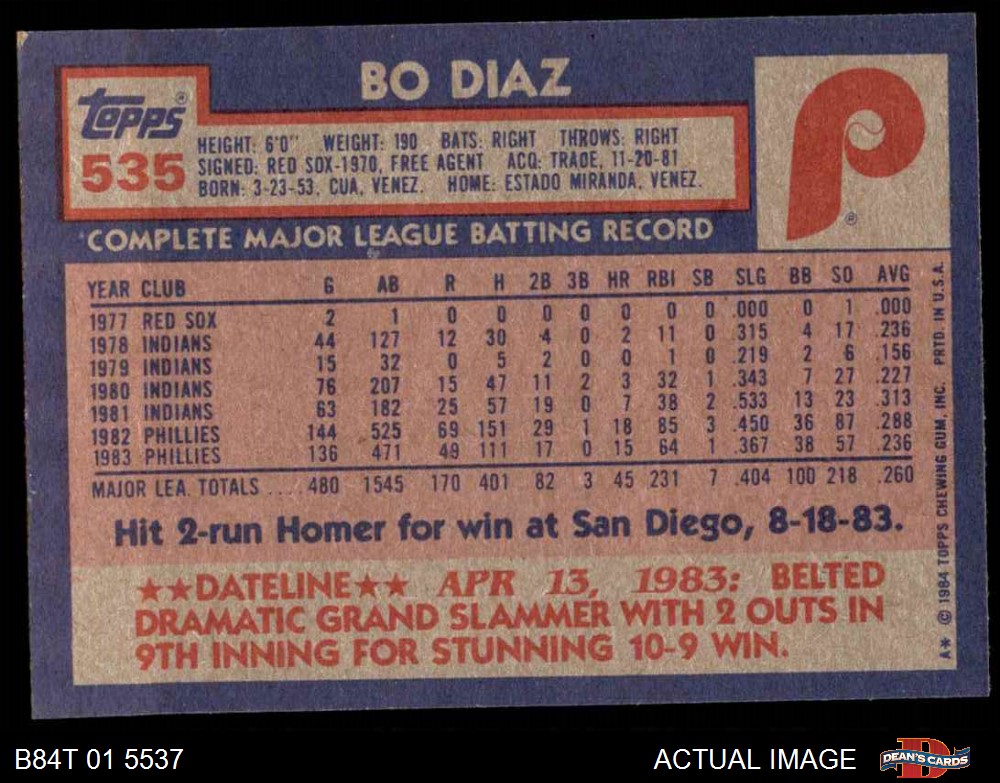 BO DIAZ
topps®
535
HEIGHT: 6'0" WEIGHT: 190 BATS: RIGHT THROWS: RIGHT
SIGNED: RED SOX-1970, FREE AGENT ACQ: TRADE, 11-20-81
BORN: 3-23-53, CUA, VENEZ. HOME: ESTADO MIRANDA, VENEZ.
P ®
COMPLETE MAJOR LEAGUE BATTING RECORD
YEAR CLUB G AB R H 2B 3B HR RBI SB SLG BB SO AVG
1977 RED SOX 2 1 0 0 0 0 0 0 0 .000 0 1 .000
1978 INDIANS 44 127 12 30 4 0 2 11 0 .315 4 17 .236
1979 INDIANS 15 32 0 5 2 0 0 1 0 .219 2 6 .156
1980 INDIANS 76 207 15 47 11 2 3 32 1 .343 7 27 .227
1981 INDIANS 63 182 25 57 19 0 7 38 2 .533 13 23 .313
1982 PHILLIES 144 525 69 151 29 1 18 85 3 .450 36 87 .288
1983 PHILLIES 136 471 49 111 17 0 15 64 1 .367 38 57 .236
MAJOR LEA. TOTALS .... 480 1545 170 401 82 3 45 231 7 .404 100 218 .260
Hit 2-run Homer for win at San Diego, 8-18-83.
★★DATELINE★★ APR 13, 1983: BELTED
DRAMATIC GRAND SLAMMER WITH 2 OUTS IN
9TH INNING FOR STUNNING 10-9 WIN.
A* © 1984 TOPPS CHEWING GUM, INC. PRTD. IN U.S.A.
B84T 01 5537
ACTUAL IMAGE
D
DEAN'S CARDS